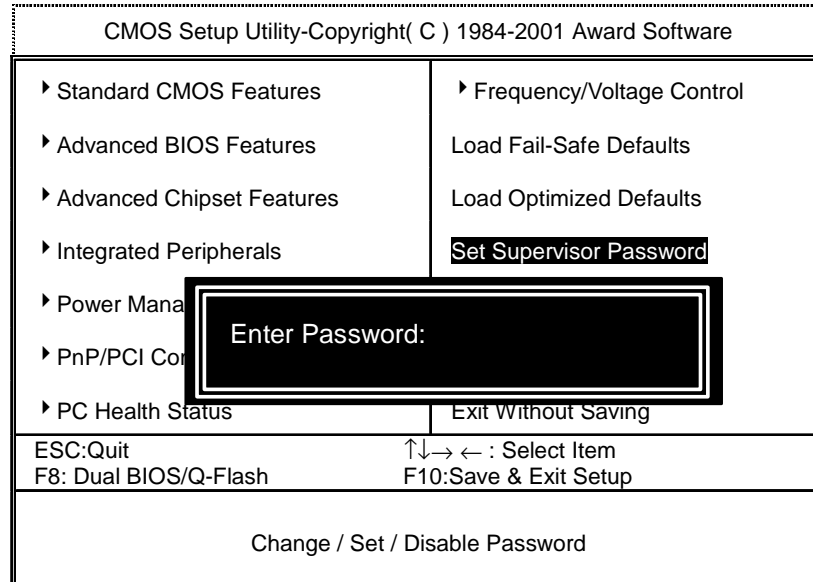 CMOS Setup Utility-Copyright( C ) 1984-2001 Award Software
Standard CMOS Features
Advanced BIOS Features
Advanced Chipset Features
Integrated Peripherals
Power Mana
PnP/PCI Con
PC Health Status
Frequency/Voltage Control
Load Fail-Safe Defaults
Load Optimized Defaults
Set Supervisor Password
Exit Without Saving
Enter Password:
ESC:Quit ↑↓→ ← : Select Item
F8: Dual BIOS/Q-Flash F10:Save & Exit Setup
Change / Set / Disable Password